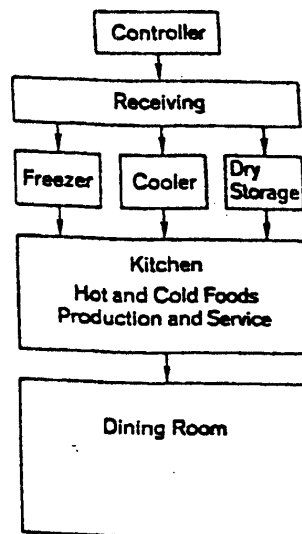 Controller
Receiving
Freezer
Cooler
Dry
Storage
Kitchen
Hot and Cold Foods
Production and Service
Dining Room